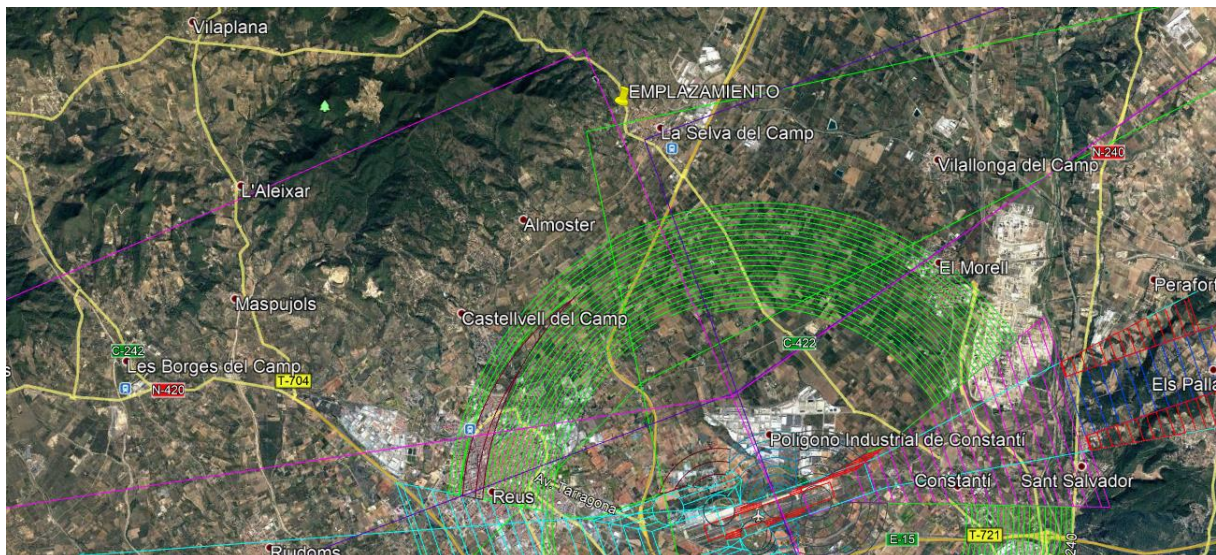 Vilaplana
EMPLAZAMIENTO
La Selva del Camp
N-240
Vilallonga del Camp
L'Aleixar
Almoster
El Morell
Perafort
Maspujols
Castellvell del Camp
C-422
C-242
Les Borges del Camp
N-420
T-704
Els Palla
Polígono Industrial de Constantí
Constantí
Sant Salvador
Reus
Av. Tarragona
T-721
E-15
240
Riudoms